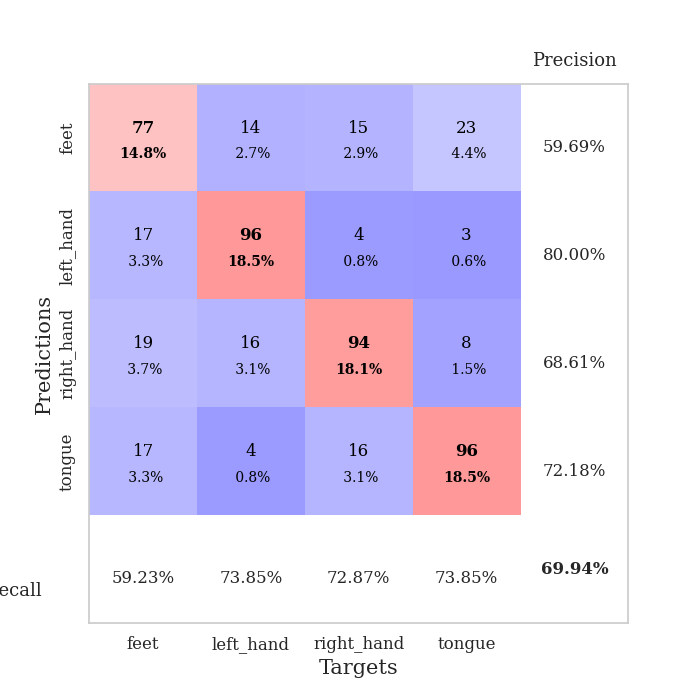 Precision
feet 77 14 15 23 59.69%
14.8% 2.7% 2.9% 4.4%
left_hand 17 96 4 3 80.00%
3.3% 18.5% 0.8% 0.6%
right_hand 19 16 94 8 68.61%
3.7% 3.1% 18.1% 1.5%
tongue 17 4 16 96 72.18%
3.3% 0.8% 3.1% 18.5%
Predictions
ecall 59.23% 73.85% 72.87% 73.85% 69.94%
feet left_hand right_hand tongue
Targets